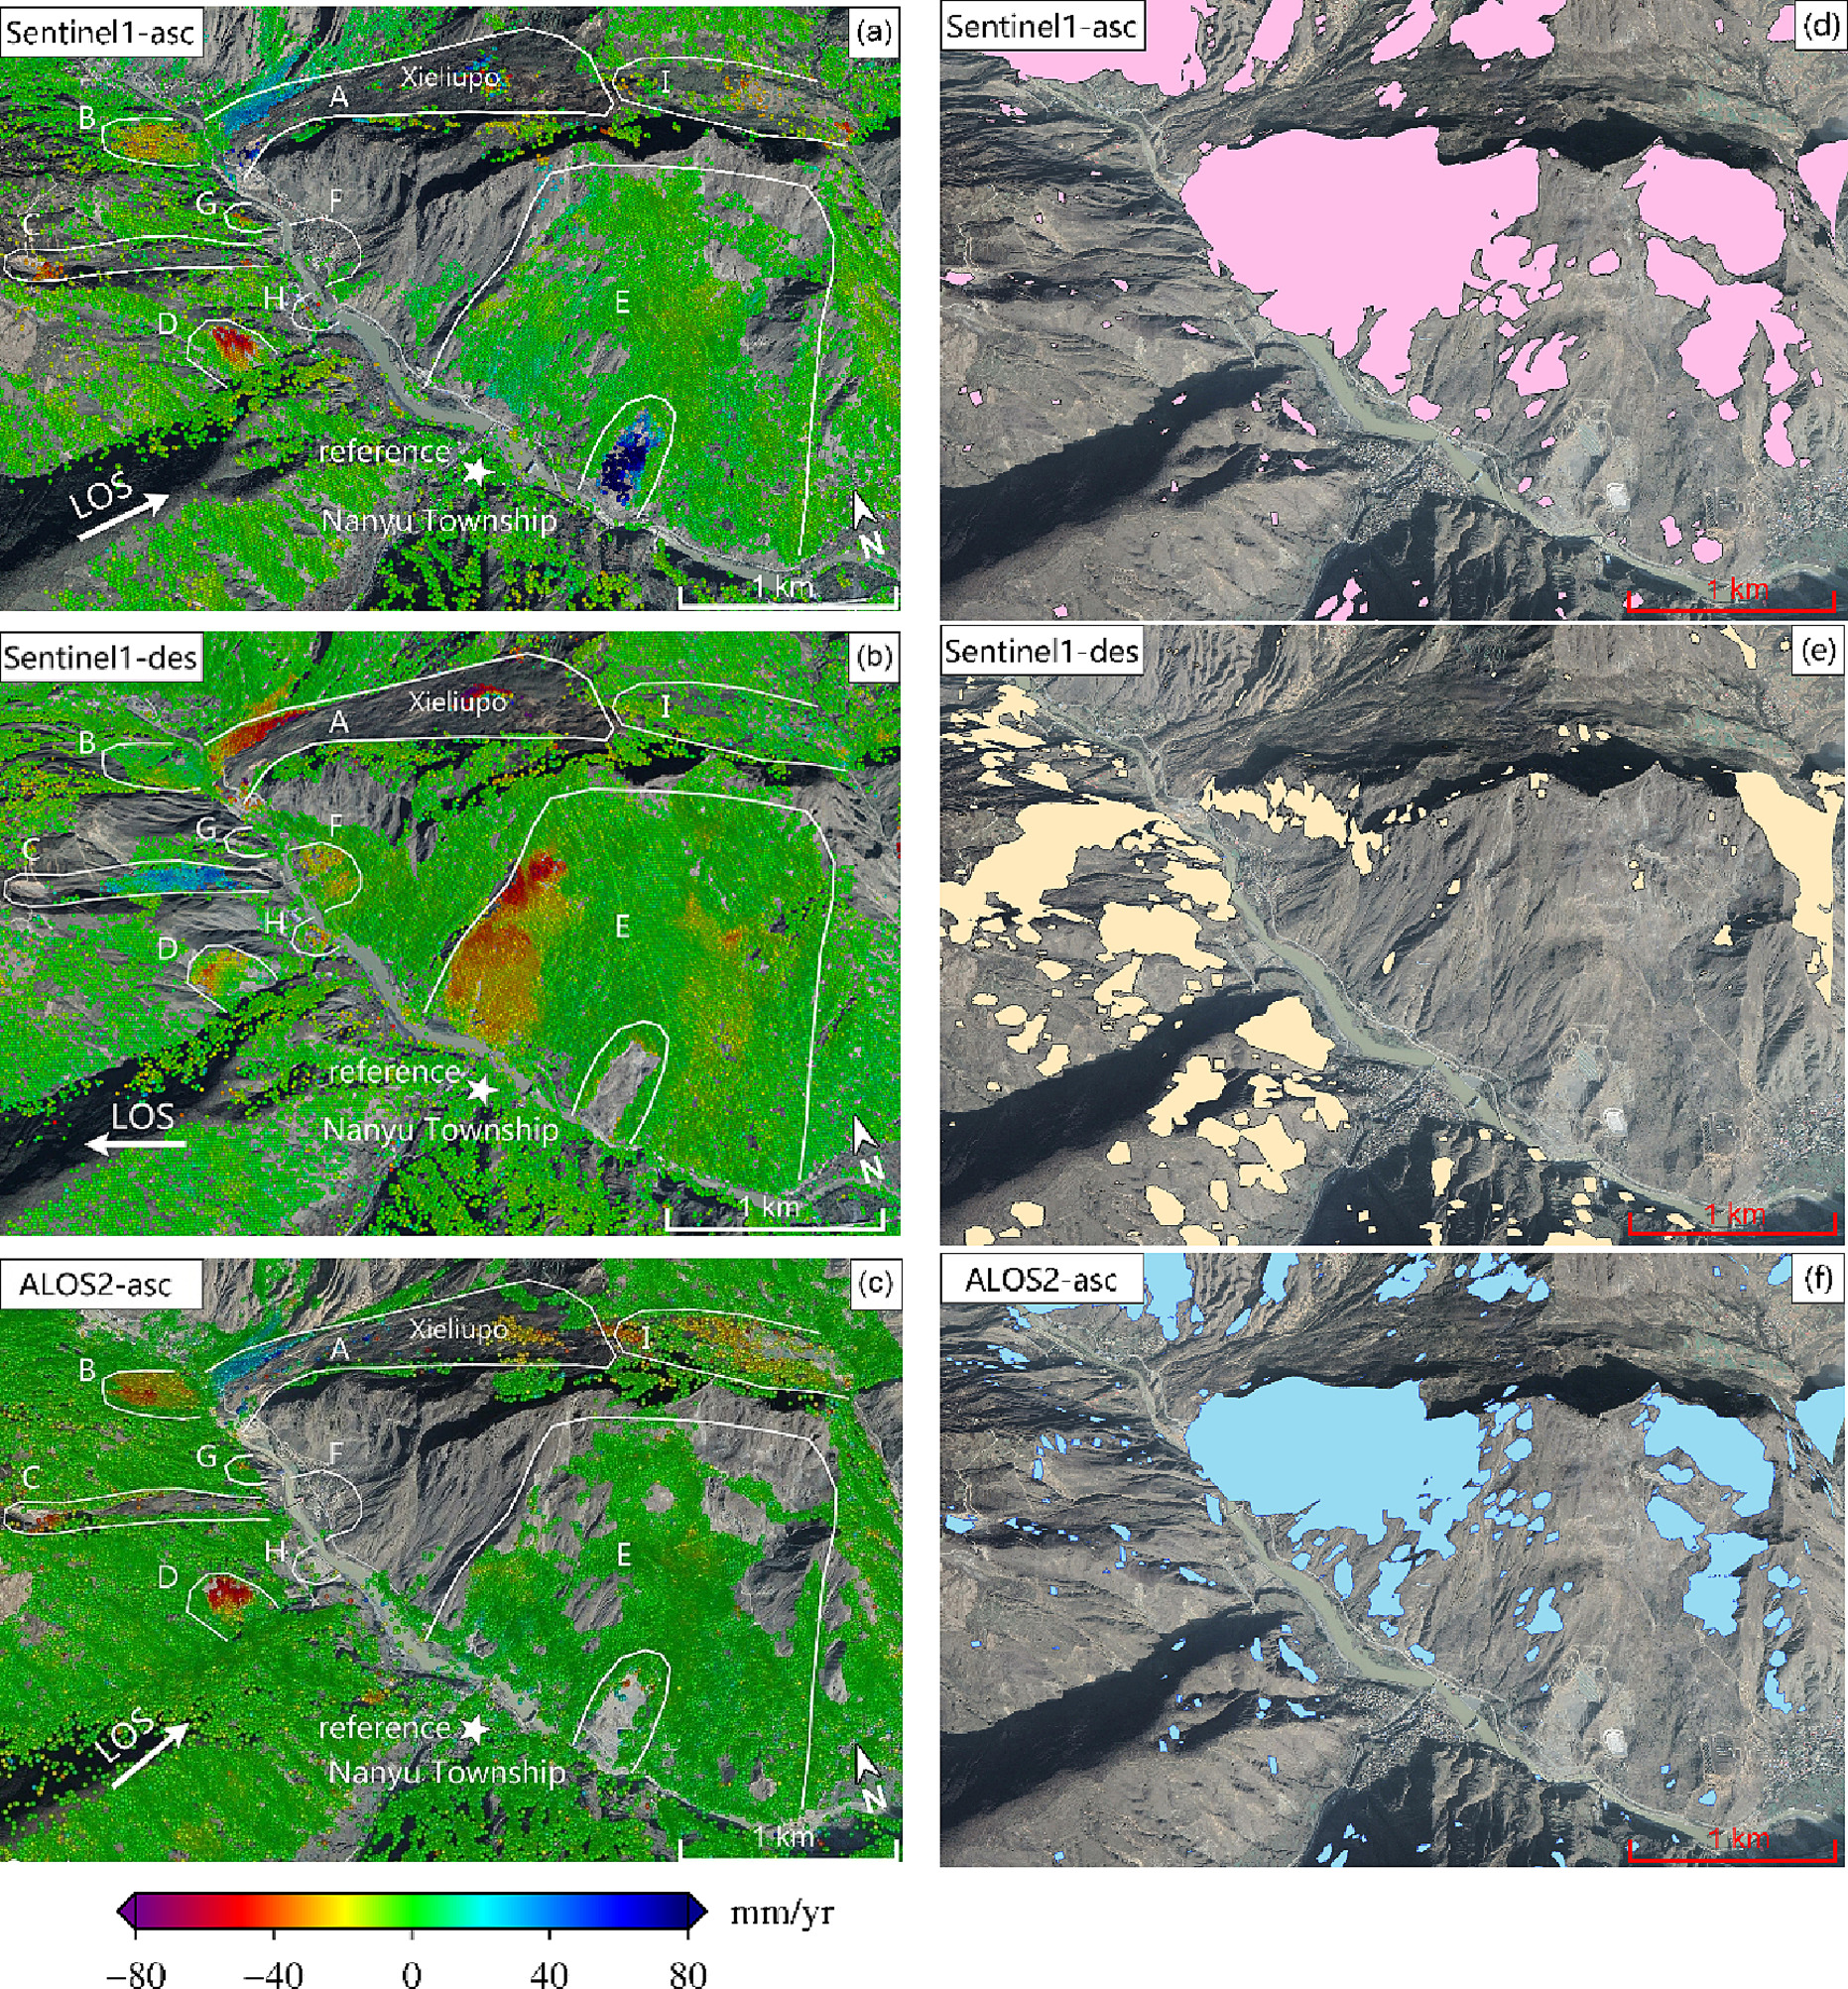 Sentinel1-asc
(a)
Xieliupo
A
I
B
G
F
C
H
E
D
reference
LOS
Nanyu Township
N
1 km
Sentinel1-des
(b)
Xieliupo
A
I
B
G
F
C
H
E
D
reference
LOS
Nanyu Township
N
1 km
ALOS2-asc
(c)
Xieliupo
A
I
B
G
F
C
H
E
D
LOS
reference
Nanyu Township
N
1 km
−80
−40
0
40
80
mm/yr
Sentinel1-asc
(d)
1 km
Sentinel1-des
(e)
1 km
ALOS2-asc
(f)
1 km